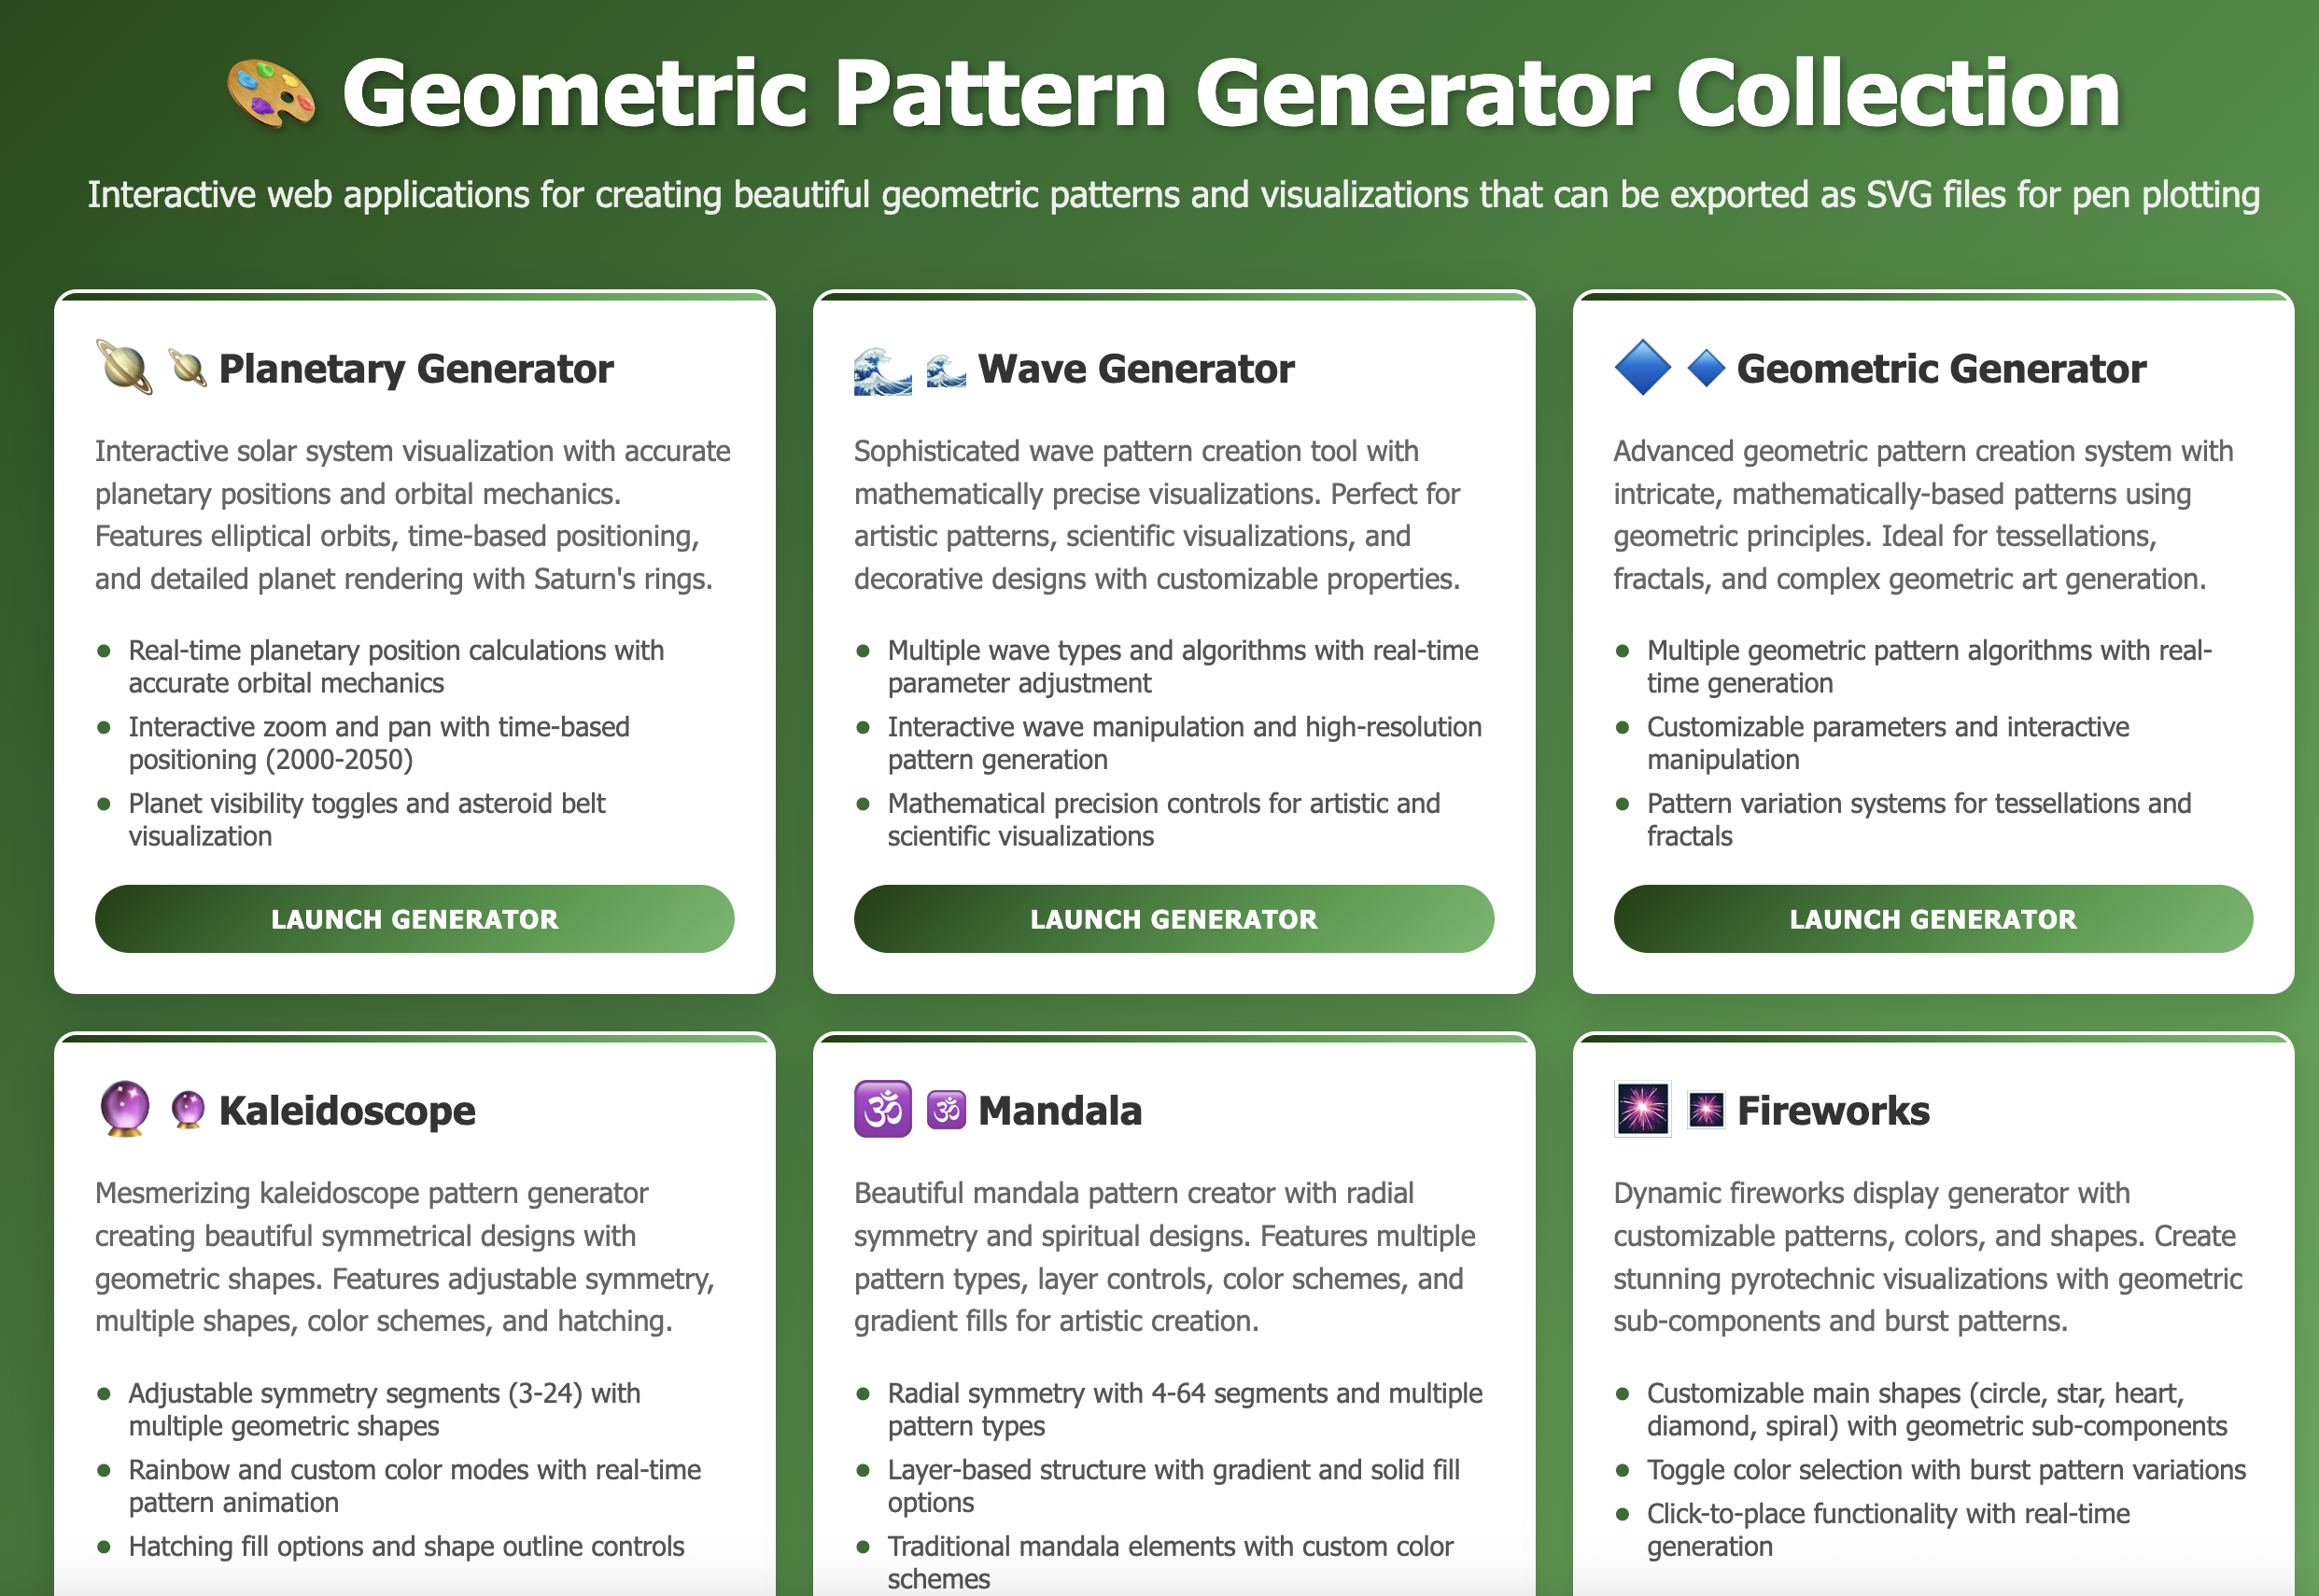 Geometric Pattern Generator Collection
Interactive web applications for creating beautiful geometric patterns and visualizations that can be exported as SVG files for pen plotting
Planetary Generator
Interactive solar system visualization with accurate
planetary positions and orbital mechanics.
Features elliptical orbits, time-based positioning,
and detailed planet rendering with Saturn's rings.
Real-time planetary position calculations with
accurate orbital mechanics
Interactive zoom and pan with time-based
positioning (2000-2050)
Planet visibility toggles and asteroid belt
visualization
LAUNCH GENERATOR
Wave Generator
Sophisticated wave pattern creation tool with
mathematically precise visualizations. Perfect for
artistic patterns, scientific visualizations, and
decorative designs with customizable properties.
Multiple wave types and algorithms with real-time
parameter adjustment
Interactive wave manipulation and high-resolution
pattern generation
Mathematical precision controls for artistic and
scientific visualizations
LAUNCH GENERATOR
Geometric Generator
Advanced geometric pattern creation system with
intricate, mathematically-based patterns using
geometric principles. Ideal for tessellations,
fractals, and complex geometric art generation.
Multiple geometric pattern algorithms with real-
time generation
Customizable parameters and interactive
manipulation
Pattern variation systems for tessellations and
fractals
LAUNCH GENERATOR
Kaleidoscope
Mesmerizing kaleidoscope pattern generator
creating beautiful symmetrical designs with
geometric shapes. Features adjustable symmetry,
multiple shapes, color schemes, and hatching.
Adjustable symmetry segments (3-24) with
multiple geometric shapes
Rainbow and custom color modes with real-time
pattern animation
Hatching fill options and shape outline controls
ॐ ॐ Mandala
Beautiful mandala pattern creator with radial
symmetry and spiritual designs. Features multiple
pattern types, layer controls, color schemes, and
gradient fills for artistic creation.
Radial symmetry with 4-64 segments and multiple
pattern types
Layer-based structure with gradient and solid fill
options
Traditional mandala elements with custom color
schemes
Fireworks
Dynamic fireworks display generator with
customizable patterns, colors, and shapes. Create
stunning pyrotechnic visualizations with geometric
sub-components and burst patterns.
Customizable main shapes (circle, star, heart,
diamond, spiral) with geometric sub-components
Toggle color selection with burst pattern variations
Click-to-place functionality with real-time
generation